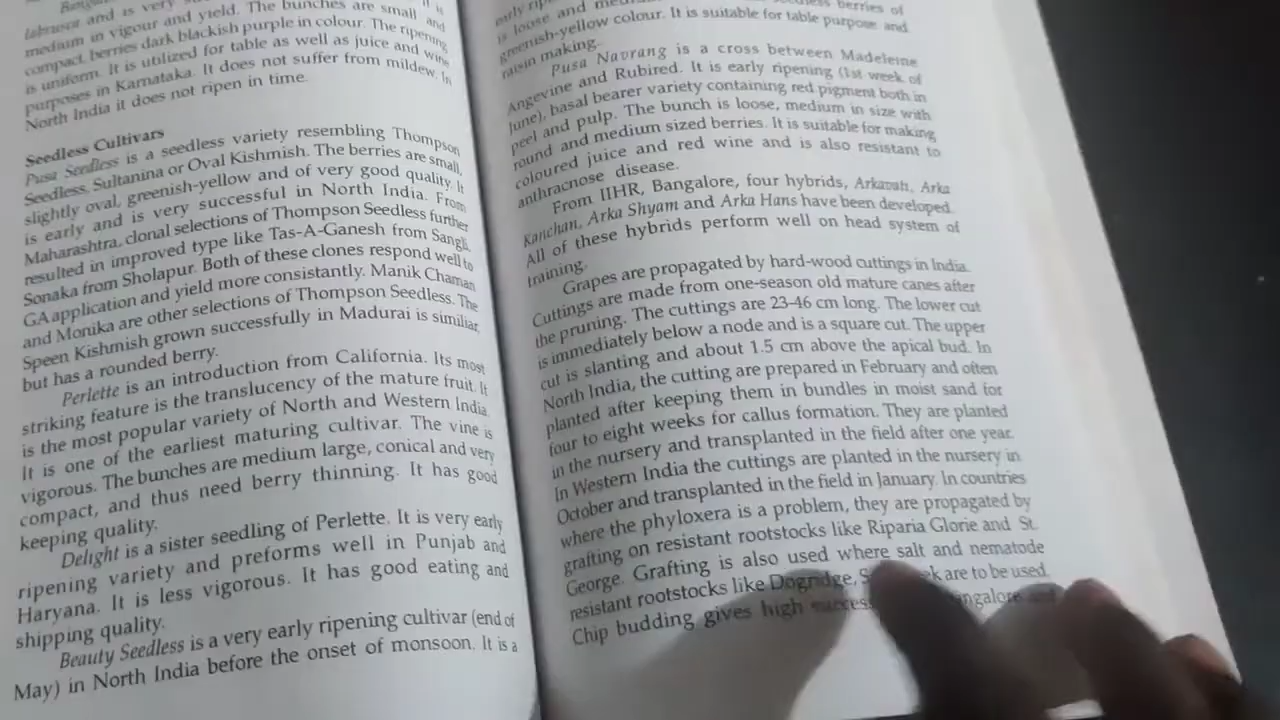 Bangal
labrusca and is very
medium in vigour and yield. The bunches are small and
compact, berries dark blackish purple in colour. The ripening
is uniform. It is utilized for table as well as juice and wine
purposes in Karnataka. It does not suffer from mildew. In
North India it does not ripen in time.
Seedless Cultivars
Pusa Seedless is a seedless variety resembling Thompson
Seedless, Sultanina or Oval Kishmish. The berries are small,
slightly oval, greenish-yellow and of very good quality. It
is early and is very successful in North India. From
Maharashtra, clonal selections of Thompson Seedless further
resulted in improved type like Tas-A-Ganesh from Sangli,
Sonaka from Sholapur. Both of these clones respond well to
GA application and yield more consistantly. Manik Chaman
and Monika are other selections of Thompson Seedless. The
Speen Kishmish grown successfully in Madurai is similiar,
but has a rounded berry.
Perlette is an introduction from California. Its most
striking feature is the translucency of the mature fruit. It
is the most popular variety of North and Western India.
It is one of the earliest maturing cultivar. The vine is
vigorous. The bunches are medium large, conical and very
compact, and thus need berry thinning. It has good
keeping quality.
Delight is a sister seedling of Perlette. It is very early
ripening variety and preforms well in Punjab and
Haryana. It is less vigorous. It has good eating and
shipping quality.
Beauty Seedless is a very early ripening cultivar (end of
May) in North India before the onset of monsoon. It is a
berries of
is loose and
greenish-yellow colour. It is suitable for table purpose and
raisin making.
Pusa Navrang is a cross between Madeleine
Angevine and Rubired. It is early ripening (1st week of
June), basal bearer variety containing red pigment both in
peel and pulp. The bunch is loose, medium in size with
round and medium sized berries. It is suitable for making
coloured juice and red wine and is also resistant to
anthracnose disease.
From IIHR, Bangalore, four hybrids, Arkavati, Arka
Kanchan, Arka Shyam and Arka Hans have been developed.
All of these hybrids perform well on head system of
training.
Grapes are propagated by hard-wood cuttings in India.
Cuttings are made from one-season old mature canes after
the pruning. The cuttings are 23-46 cm long. The lower cut
is immediately below a node and is a square cut. The upper
cut is slanting and about 1.5 cm above the apical bud. In
North India, the cutting are prepared in February and often
planted after keeping them in bundles in moist sand for
four to eight weeks for callus formation. They are planted
in the nursery and transplanted in the field after one year.
In Western India the cuttings are planted in the nursery in
October and transplanted in the field in January. In countries
where the phyloxera is a problem, they are propagated by
grafting on resistant rootstocks like Riparia Glorie and St.
George. Grafting is also used where salt and nematode
resistant rootstocks like Dogridge, are to be used.
Chip budding gives high success and